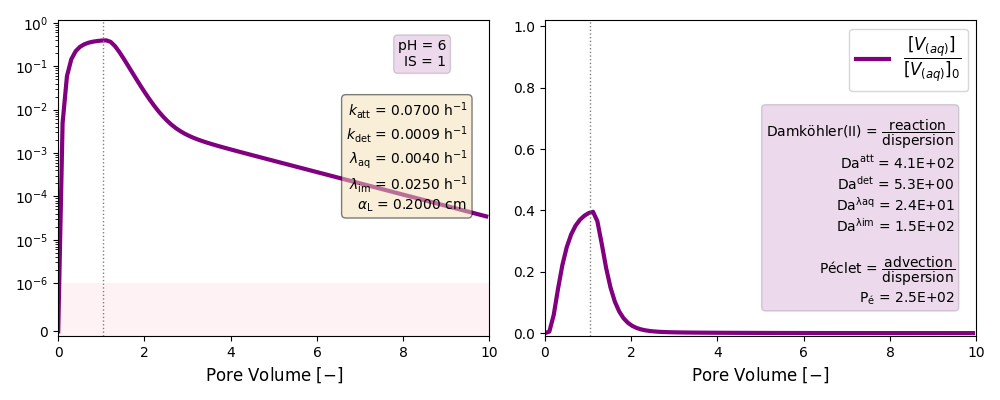 10⁰
10⁻¹
10⁻²
10⁻³
10⁻⁴
10⁻⁵
10⁻⁶
0
0 2 4 6 8 10
Pore Volume [−]
pH = 6
IS = 1
k_att = 0.0700 h⁻¹
k_det = 0.0009 h⁻¹
λ_aq = 0.0040 h⁻¹
λ_im = 0.0250 h⁻¹
α_L = 0.2000 cm
1.0
0.8
0.6
0.4
0.2
0.0
0 2 4 6 8 10
Pore Volume [−]
[V₍aq₎]
[V₍aq₎]₀
Damköhler(II) = reaction
dispersion
Da^att = 4.1E+02
Da^det = 5.3E+00
Da^λaq = 2.4E+01
Da^λim = 1.5E+02
Péclet = advection
dispersion
P_é = 2.5E+02